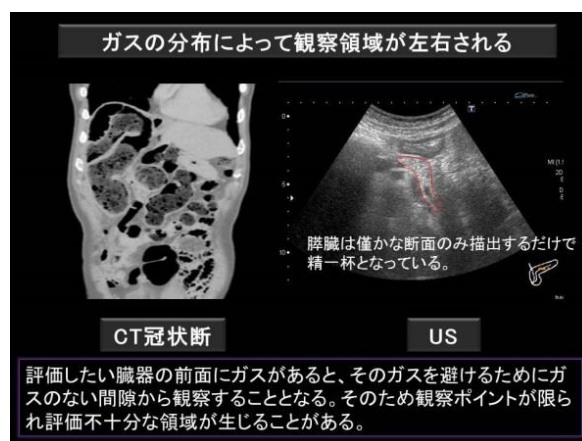 ガスの分布によって観察領域が左右される
0
5
10
膵臓は僅かな断面のみ描出するだけで
精一杯となっている。
CT冠状断
US
評価したい臓器の前面にガスがあると、そのガスを避けるためにガ
スのない間隙から観察することとなる。そのため観察ポイントが限ら
れ評価不十分な領域が生じることがある。